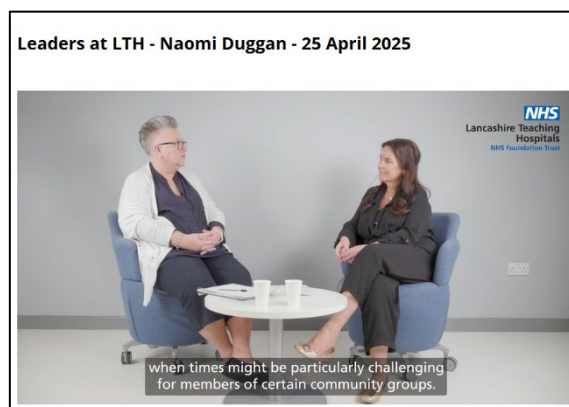 Leaders at LTH - Naomi Duggan - 25 April 2025
NHS
Lancashire Teaching
Hospitals
NHS Foundation Trust
when times might be particularly challenging
for members of certain community groups.